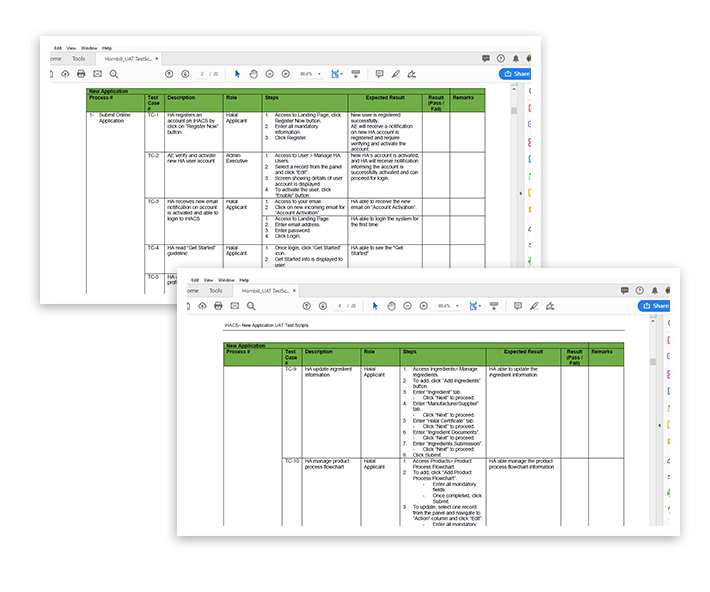 Edit View Window Help
ome Tools Hornbill_UAT TestSc... ×
2 / 20 98.4% Share
New Application
Process # Test Case # Description Role Steps Expected Result Result (Pass / Fail) Remarks
1- Submit Online Application
TC-1
HA registers an
account on iHACS by
click on "Register Now"
button.
Halal
Applicant
1. Access to Landing Page, click
Register Now button.
2. Enter all mandatory
information.
3. Click Register.
New user is registered
successfully.
AE will receive a notification
on new HA account is
registered and require
verifying and activate the
account.
TC-2
AE verify and activate
new HA user account
Admin
Executive
1. Access to User > Manage HA
Users.
2. Select a record from the panel
and click "Edit".
3. Screen showing details of user
account is displayed.
4. To activate the user, click
"Enable" button.
New HA's account is activated,
and HA will receive notification
informing the account is
successfully activated and can
proceed for login.
TC-3
HA receives new email
notification on account
is activated and able to
login to iHACS
Halal
Applicant
1. Access to your email.
2. Click on new incoming email for
"Account Activation"
HA able to receive the new
email on "Account Activation".
1. Access to Landing Page.
2. Enter email address.
3. Enter password.
4. Click Login.
HA able to login the system for
the first time
TC-4
HA read "Get Started"
guideline
Halal
Applicant
1. Once login, click "Get Started"
icon.
2. Get Started info is displayed to
user.
HA able to see the "Get
Started"
TC-5
Edit View Window Help
ome Tools Hornbill_UAT TestSc... ×
4 / 20 98.4% Share
iHACS– New Application UAT Test Scripts
New Application
Process # Test Case # Description Role Steps Expected Result Result (Pass / Fail) Remarks
TC-9
HA update ingredient
information
Halal
Applicant
1. Access Ingredients> Manage
Ingredients.
2. To add, click "Add Ingredients"
button.
3. Enter "Ingredient" tab.
- Click "Next" to proceed.
4. Enter "Manufacturer/Supplier"
tab.
- Click "Next" to proceed.
5. Enter "Halal Certificate" tab.
- Click "Next" to proceed.
6. Enter "Ingredient Documents".
- Click "Next" to proceed.
7. Enter "Ingredients Submission".
- Click "Next" to proceed.
8. Click Submit.
HA able to update the
ingredient information
TC-10
HA manage product
process flowchart
Halal
Applicant
1. Access Products> Product
Process Flowchart.
2. To add, click "Add Product
Process Flowchart".
- Enter all mandatory
fields.
- Once completed, click
Submit.
3. To update, select one record
from the panel and navigate to
"Action" column and click "Edit".
- Enter all mandatory
HA able manage the product
process flowchart information